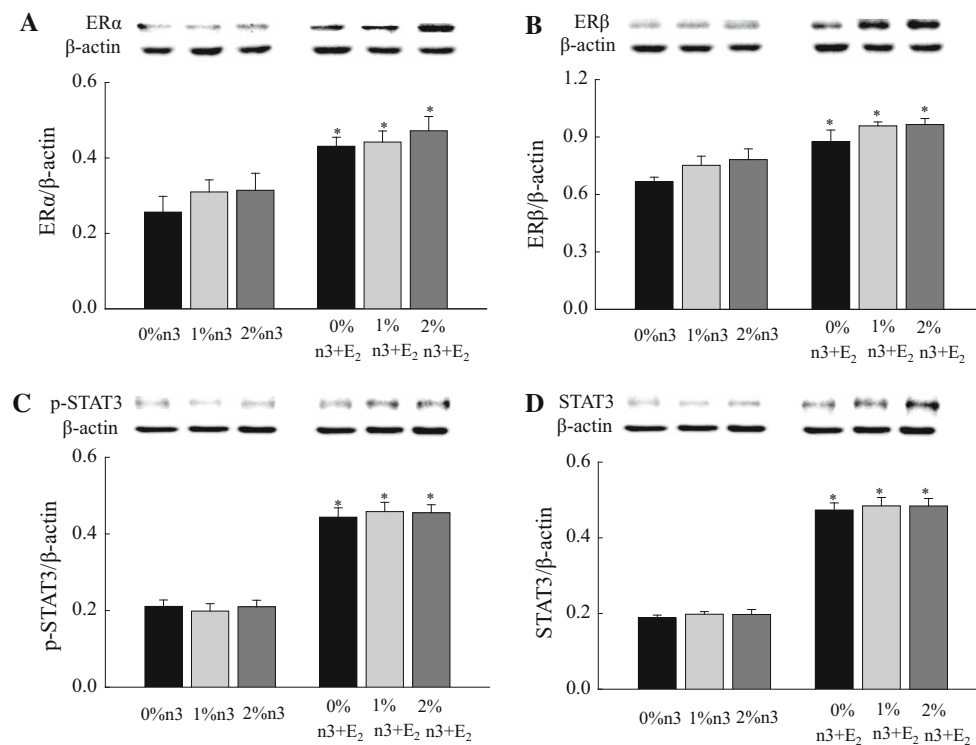 A
ERα
β-actin
0.6
0.4
0.2
0.0
ERα/β-actin
* * *
0%n3 1%n3 2%n3 0% 1% 2%
n3+E₂ n3+E₂ n3+E₂
B
ERβ
β-actin
1.2
0.9
0.6
0.3
0.0
ERβ/β-actin
* * *
0%n3 1%n3 2%n3 0% 1% 2%
n3+E₂ n3+E₂ n3+E₂
C
p-STAT3
β-actin
0.6
0.4
0.2
0.0
p-STAT3/β-actin
* * *
0%n3 1%n3 2%n3 0% 1% 2%
n3+E₂ n3+E₂ n3+E₂
D
STAT3
β-actin
0.6
0.4
0.2
0.0
STAT3/β-actin
* * *
0%n3 1%n3 2%n3 0% 1% 2%
n3+E₂ n3+E₂ n3+E₂